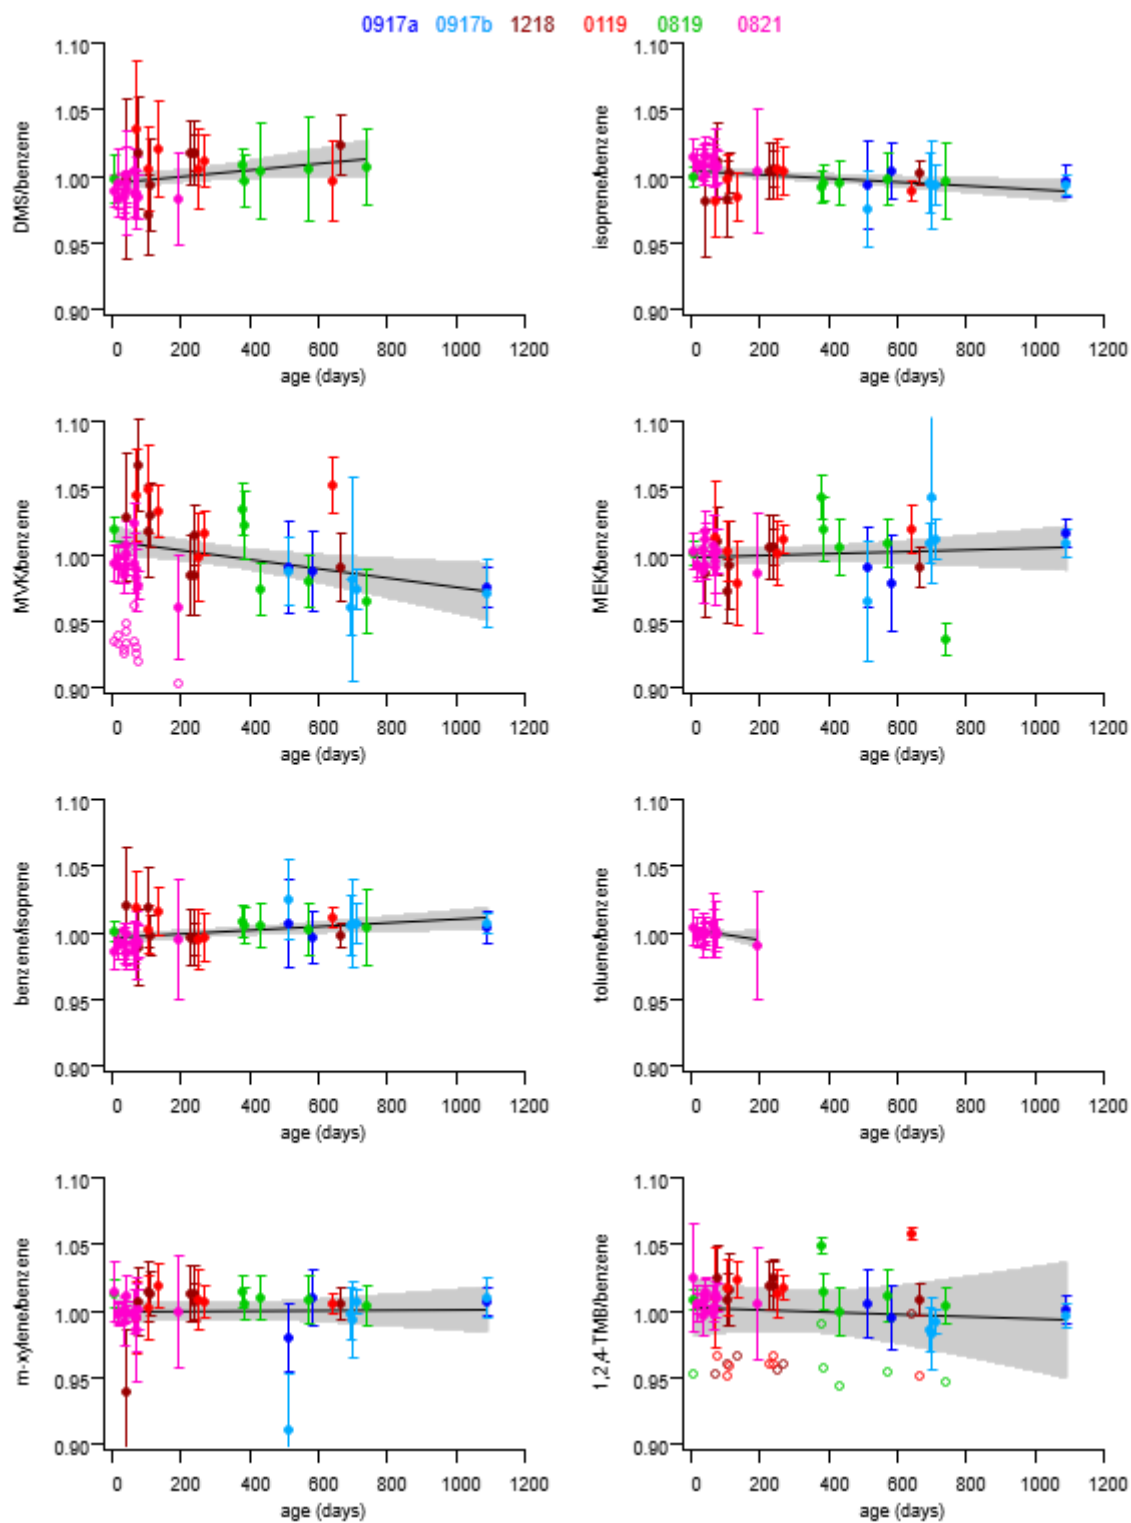 0917a 0917b 1218 0119 0819 0821
DMS/benzene
1.10
1.05
1.00
0.95
0.90
0 200 400 600 800 1000 1200
age (days)
isoprene/benzene
1.10
1.05
1.00
0.95
0.90
0 200 400 600 800 1000 1200
age (days)
MVK/benzene
1.10
1.05
1.00
0.95
0.90
0 200 400 600 800 1000 1200
age (days)
MEK/benzene
1.10
1.05
1.00
0.95
0.90
0 200 400 600 800 1000 1200
age (days)
benzene/isoprene
1.10
1.05
1.00
0.95
0.90
0 200 400 600 800 1000 1200
age (days)
toluene/benzene
1.10
1.05
1.00
0.95
0.90
0 200 400 600 800 1000 1200
age (days)
m-xylene/benzene
1.10
1.05
1.00
0.95
0.90
0 200 400 600 800 1000 1200
age (days)
1,2,4-TMB/benzene
1.10
1.05
1.00
0.95
0.90
0 200 400 600 800 1000 1200
age (days)